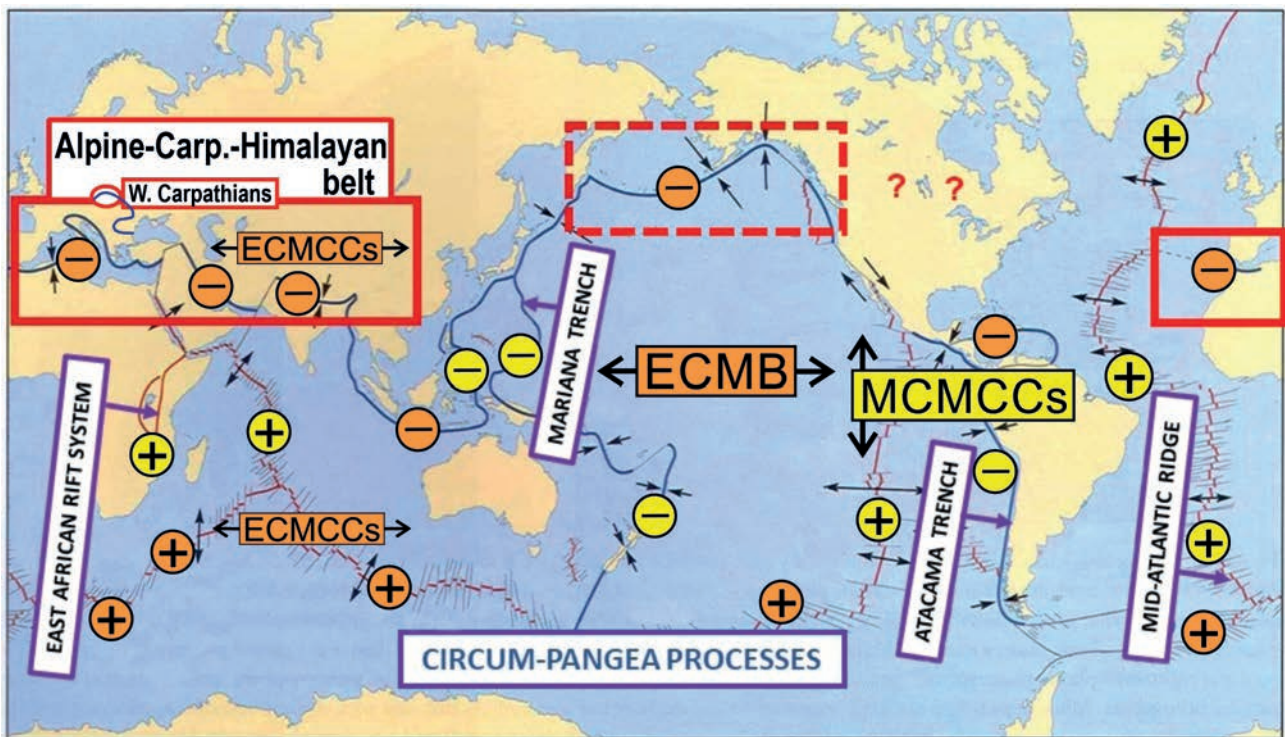 Alpine-Carp.-Himalayan
belt
W. Carpathians
ECMCCs
? ?
MARIANA TRENCH
ECMB
MCMCCs
EAST AFRICAN RIFT SYSTEM
ECMCCs
ATACAMA TRENCH
MID-ATLANTIC RIDGE
CIRCUM-PANGEA PROCESSES
+
−
−
−
−
−
−
−
−
−
+
+
+
−
−
+
+
+
+
+
+
+